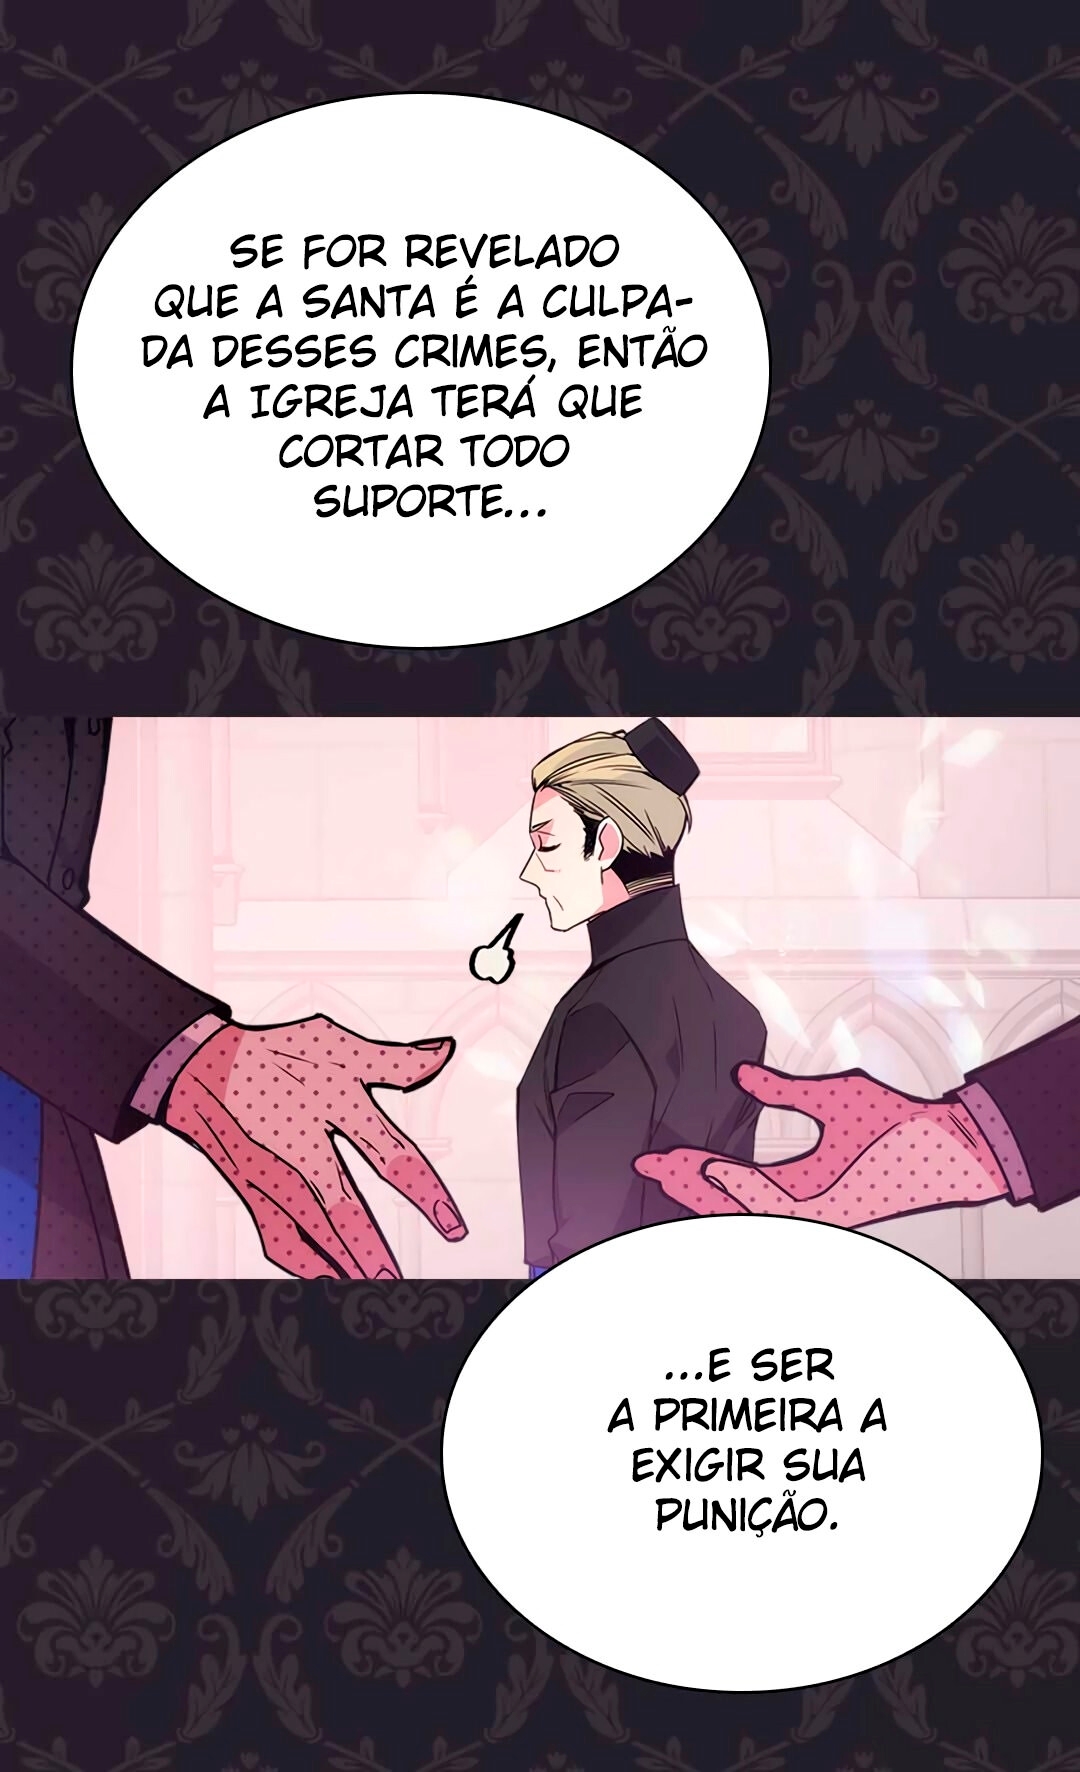 SE FOR REVELADO
QUE A SANTA É A CULPA-
DA DESSES CRIMES, ENTÃO
A IGREJA TERÁ QUE
CORTAR TODO
SUPORTE...
...E SER
A PRIMEIRA A
EXIGIR SUA
PUNIÇÃO.